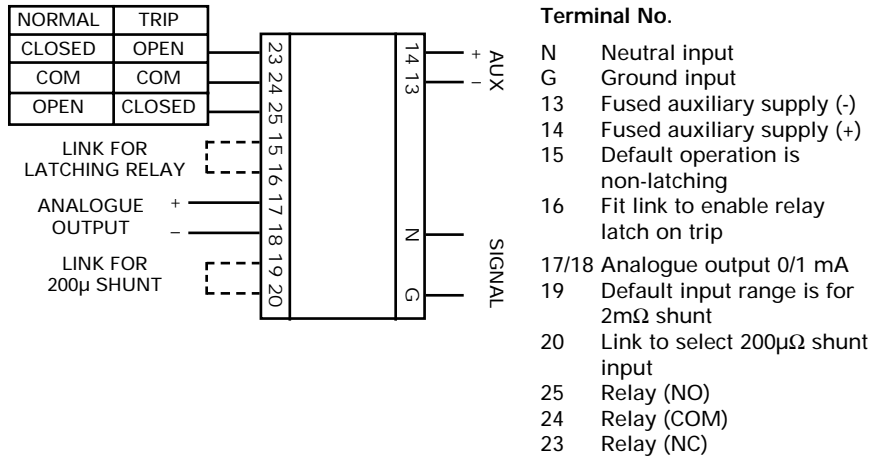 NORMAL TRIP
CLOSED OPEN
COM COM
OPEN CLOSED
LINK FOR
LATCHING RELAY
ANALOGUE +
OUTPUT –
LINK FOR
200µ SHUNT
23
24
25
15
16
17
18
19
20
14
13
N
G
+
–
AUX
SIGNAL
Terminal No.
N Neutral input
G Ground input
13 Fused auxiliary supply (-)
14 Fused auxiliary supply (+)
15 Default operation is
non-latching
16 Fit link to enable relay
latch on trip
17/18 Analogue output 0/1 mA
19 Default input range is for
2mΩ shunt
20 Link to select 200µΩ shunt
input
25 Relay (NO)
24 Relay (COM)
23 Relay (NC)